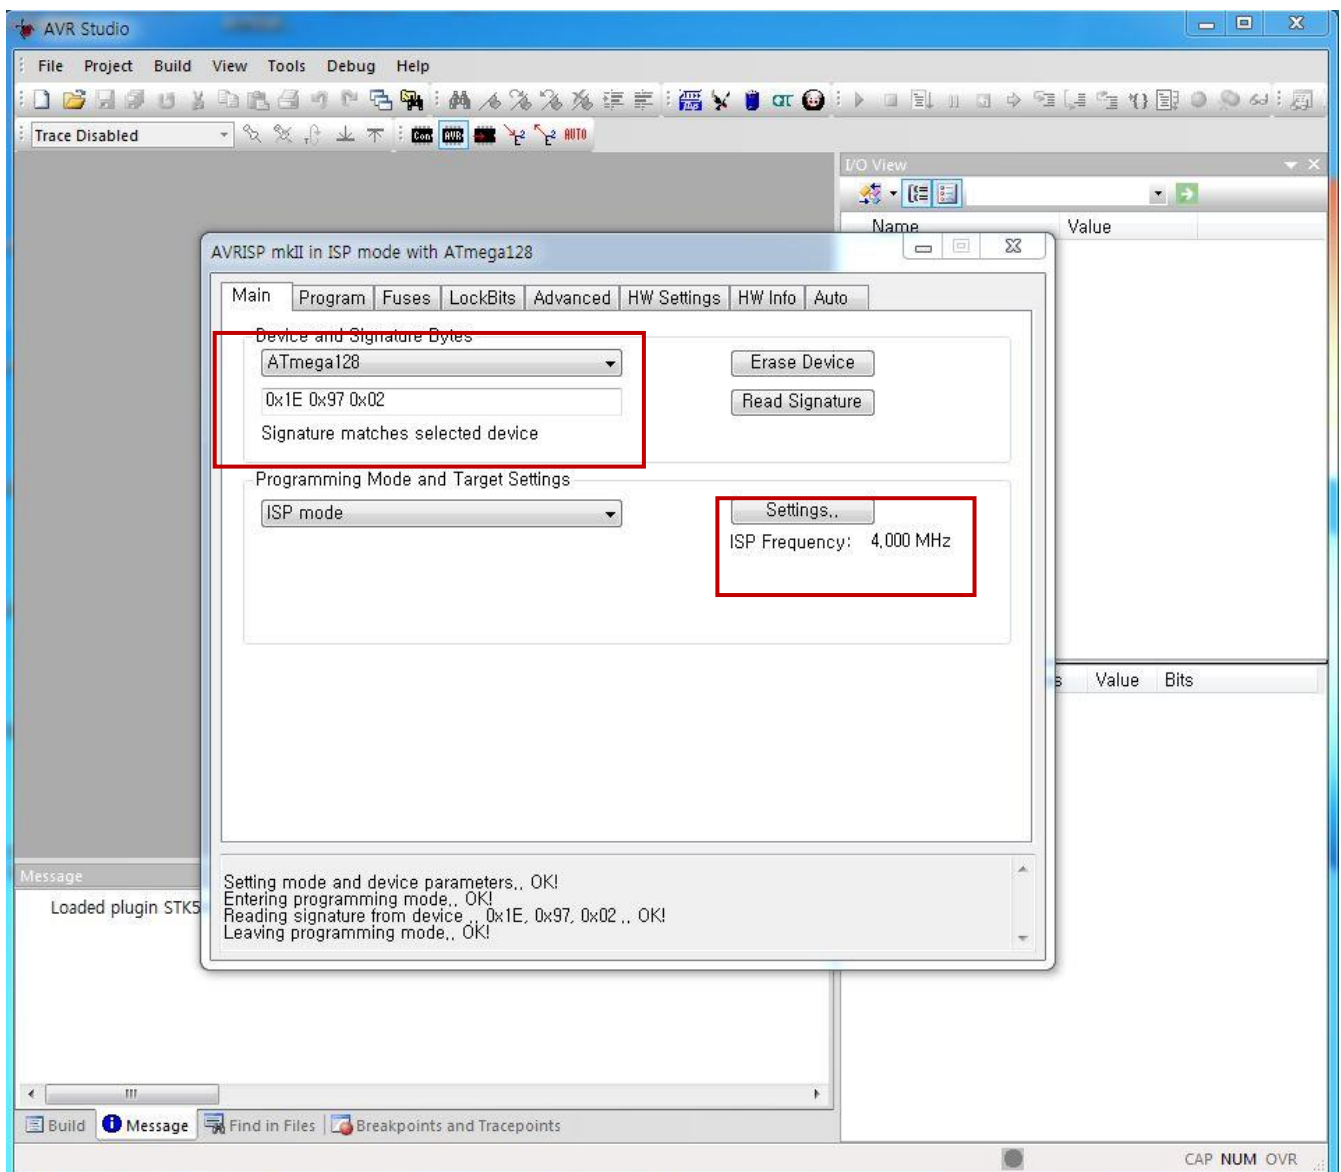 AVR Studio
File Project Build View Tools Debug Help
Trace Disabled
Con AVR AUTO
I/O View
Name Value
AVRISP mkII in ISP mode with ATmega128
Main Program Fuses LockBits Advanced HW Settings HW Info Auto
Device and Signature Bytes
ATmega128 Erase Device
0x1E 0x97 0x02 Read Signature
Signature matches selected device
Programming Mode and Target Settings
ISP mode Settings..
ISP Frequency: 4,000 MHz
s Value Bits
Message
Loaded plugin STK5
Setting mode and device parameters.. OK!
Entering programming mode.. OK!
Reading signature from device .. 0x1E, 0x97, 0x02 .. OK!
Leaving programming mode.. OK!
Build Message Find in Files Breakpoints and Tracepoints
CAP NUM OVR